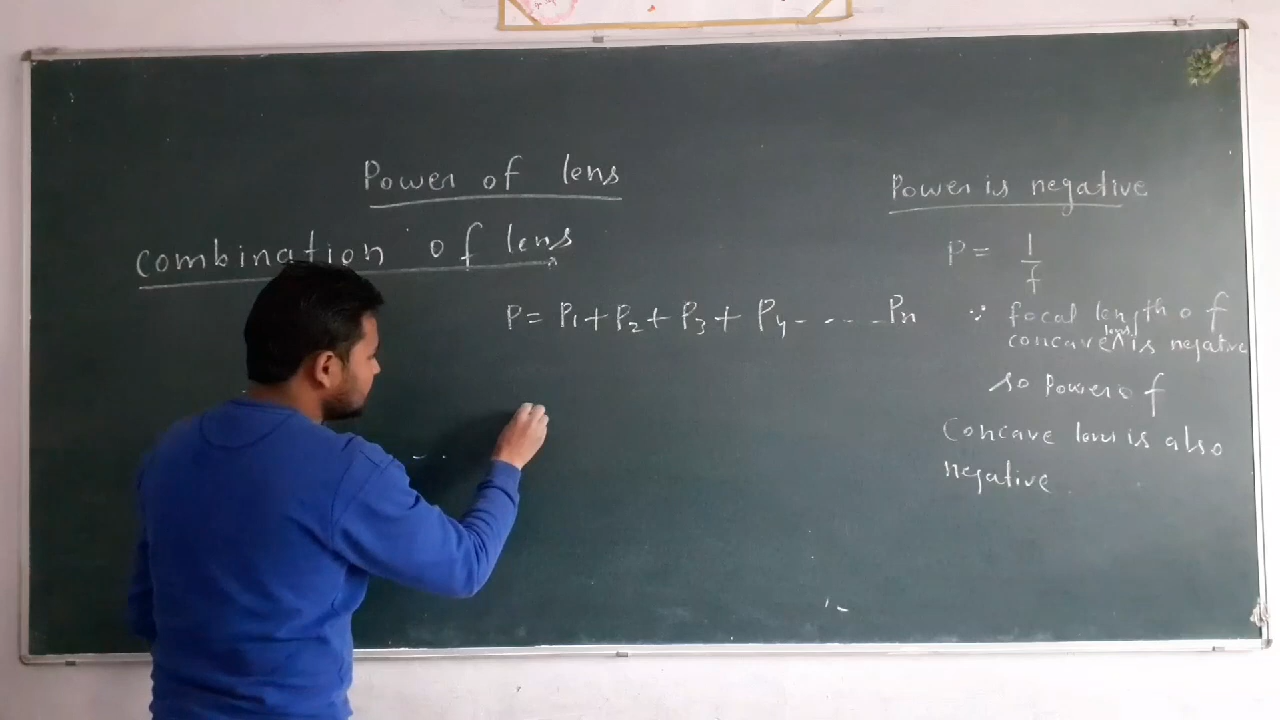 Power of lens
Combination of lens
P = P1 + P2 + P3 + P4 - - - - Pn
Power is negative
P = 1/f
∵ focal length of
concave lens is negative
so Power of
Concave lens is also
negative